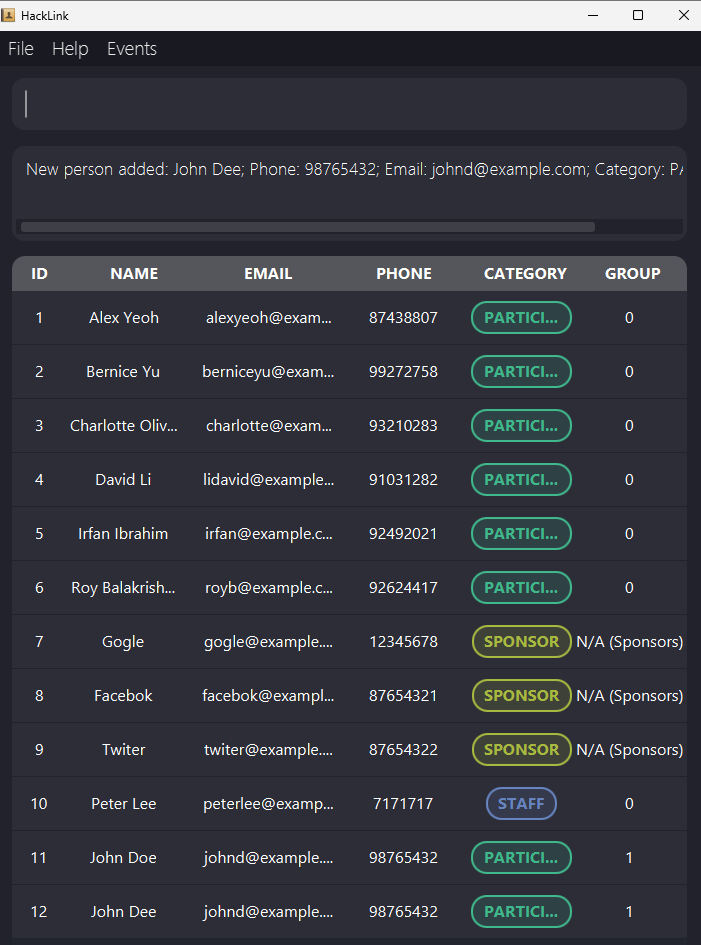 HackLink
File Help Events
New person added: John Dee; Phone: 98765432; Email: johnd@example.com; Category: PA
ID NAME EMAIL PHONE CATEGORY GROUP
1 Alex Yeoh alexyeoh@exam... 87438807 PARTICI... 0
2 Bernice Yu berniceyu@exam... 99272758 PARTICI... 0
3 Charlotte Oliv... charlotte@exam... 93210283 PARTICI... 0
4 David Li lidavid@example... 91031282 PARTICI... 0
5 Irfan Ibrahim irfan@example.c... 92492021 PARTICI... 0
6 Roy Balakrish... royb@example.c... 92624417 PARTICI... 0
7 Gogle gogle@example.... 12345678 SPONSOR N/A (Sponsors)
8 Facebok facebok@exampl... 87654321 SPONSOR N/A (Sponsors)
9 Twiter twiter@example.... 87654322 SPONSOR N/A (Sponsors)
10 Peter Lee peterlee@examp... 7171717 STAFF 0
11 John Doe johnd@example.... 98765432 PARTICI... 1
12 John Dee johnd@example.... 98765432 PARTICI... 1